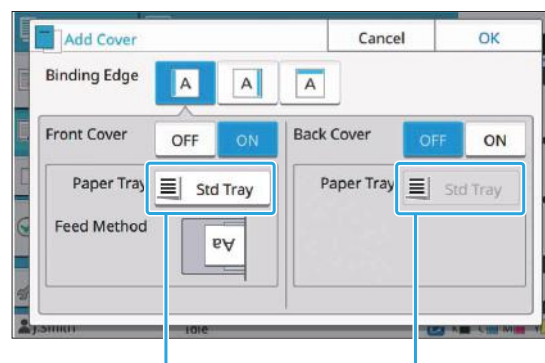 Add Cover
Cancel
OK
Binding Edge
A
A
A
Front Cover
OFF
ON
Back Cover
OFF
ON
Paper Tray
Std Tray
Paper Tray
Std Tray
Feed Method
Aa
J.Smith
Idle
K
C
M
Y